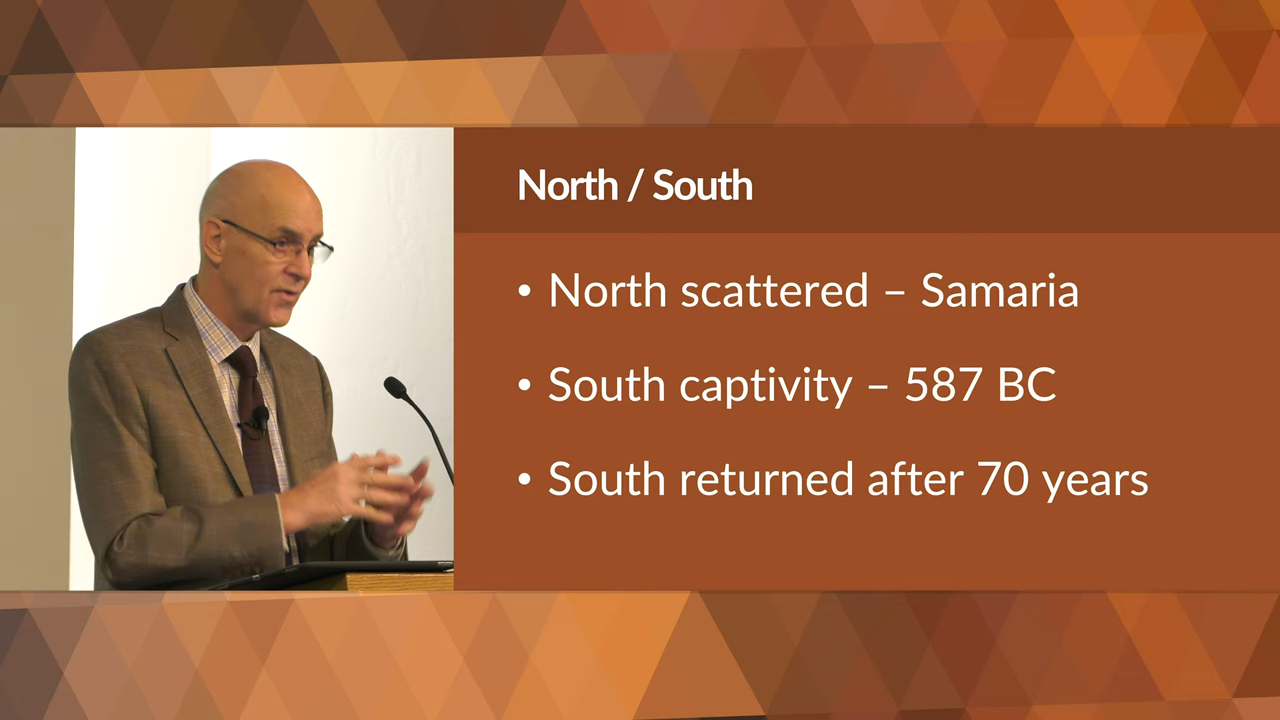 North / South
• North scattered – Samaria
• South captivity – 587 BC
• South returned after 70 years